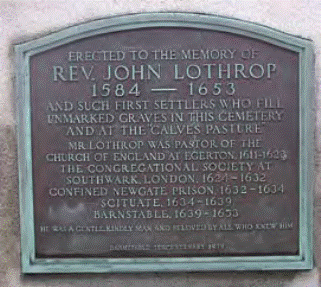 ERECTED TO THE MEMORY OF
REV. JOHN LOTHROP
1584 — 1653
AND SUCH FIRST SETTLERS WHO FILL
UNMARKED GRAVES IN THIS CEMETERY
AND AT THE "CALVES PASTURE"
MR. LOTHROP WAS PASTOR OF THE
CHURCH OF ENGLAND AT EGERTON, 1611-1623
THE CONGREGATIONAL SOCIETY AT
SOUTHWARK, LONDON, 1624-1632
CONFINED NEWGATE PRISON, 1632-1634
SCITUATE, 1634-1639
BARNSTABLE, 1639-1653
HE WAS A GENTLE, KINDLY MAN AND BELOVED BY ALL WHO KNEW HIM
BARNSTABLE TERCENTENARY 1939